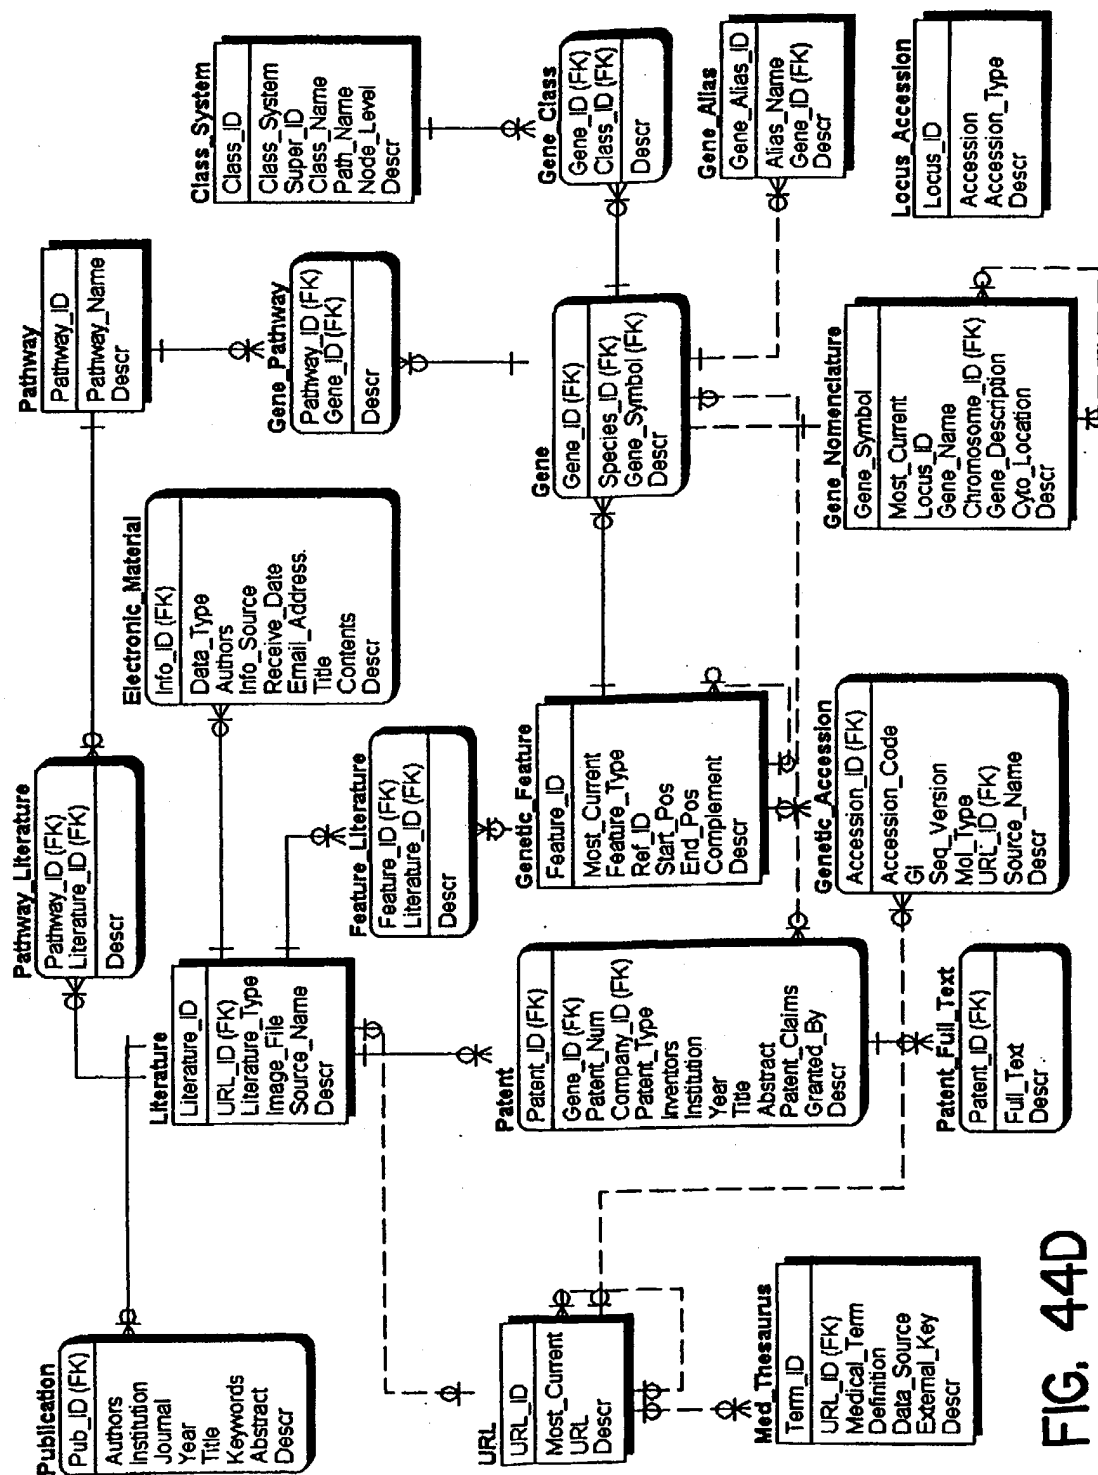 Publication
Pub_ID (FK)
Authors
Institution
Journal
Year
Title
Keywords
Abstract
Descr
Pathway_Literature
Pathway_ID (FK)
Literature_ID (FK)
Descr
Pathway
Pathway_ID
Pathway_Name
Descr
Class_System
Class_ID
Class_System
Super_ID
Class_Name
Path_Name
Node_Level
Descr
Literature
Literature_ID
URL_ID (FK)
Literature_Type
Image_File
Source_Name
Descr
Electronic_Material
Info_ID (FK)
Data_Type
Authors
Info_Source
Receive_Date
Email_Address.
Title
Contents
Descr
Gene_Pathway
Pathway_ID (FK)
Gene_ID (FK)
Descr
Feature_Literature
Feature_ID (FK)
Literature_ID (FK)
Descr
Gene_Class
Gene_ID (FK)
Class_ID (FK)
Descr
URL
URL_ID
Most_Current
URL
Descr
Patent
Patent_ID (FK)
Gene_ID (FK)
Patent_Num
Company_ID (FK)
Patent_Type
Inventors
Institution
Year
Title
Abstract
Patent_Claims
Granted_By
Descr
Genetic_Feature
Feature_ID
Most_Current
Feature_Type
Ref_ID
Start_Pos
End_Pos
Complement
Descr
Gene
Gene_ID (FK)
Species_ID (FK)
Gene_Symbol (FK)
Descr
Gene_Alias
Gene_Alias_ID
Alias_Name
Gene_ID (FK)
Descr
Med_Thesaurus
Term_ID
URL_ID (FK)
Medical_Term
Definition
Data_Source
External_Key
Descr
Patent_Full_Text
Patent_ID (FK)
Full_Text
Descr
Genetic_Accession
Accession_ID (FK)
Accession_Code
GI
Seq_Version
Mol_Type
URL_ID (FK)
Source_Name
Descr
Gene_Nomenclature
Gene_Symbol
Most_Current
Locus_ID
Gene_Name
Chromosome_ID (FK)
Gene_Description
Cyto_Location
Descr
Locus_Accession
Locus_ID
Accession
Accession_Type
Descr
FIG. 44D